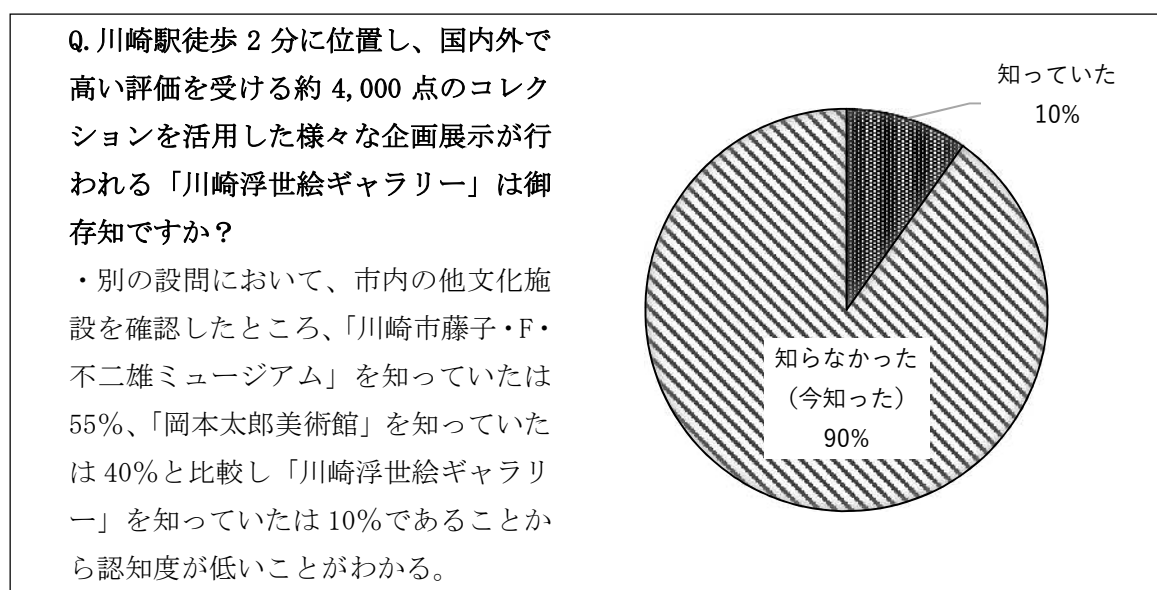 Q.川崎駅徒歩 2 分に位置し、国内外で
高い評価を受ける約 4,000 点のコレク
ションを活用した様々な企画展示が行
われる「川崎浮世絵ギャラリー」は御
存知ですか？
・別の設問において、市内の他文化施
設を確認したところ、「川崎市藤子・F・
不二雄ミュージアム」を知っていたは
55%、「岡本太郎美術館」を知っていた
は 40%と比較し「川崎浮世絵ギャラリ
ー」を知っていたは 10%であることか
ら認知度が低いことがわかる。
知っていた
10%
知らなかった
（今知った）
90%